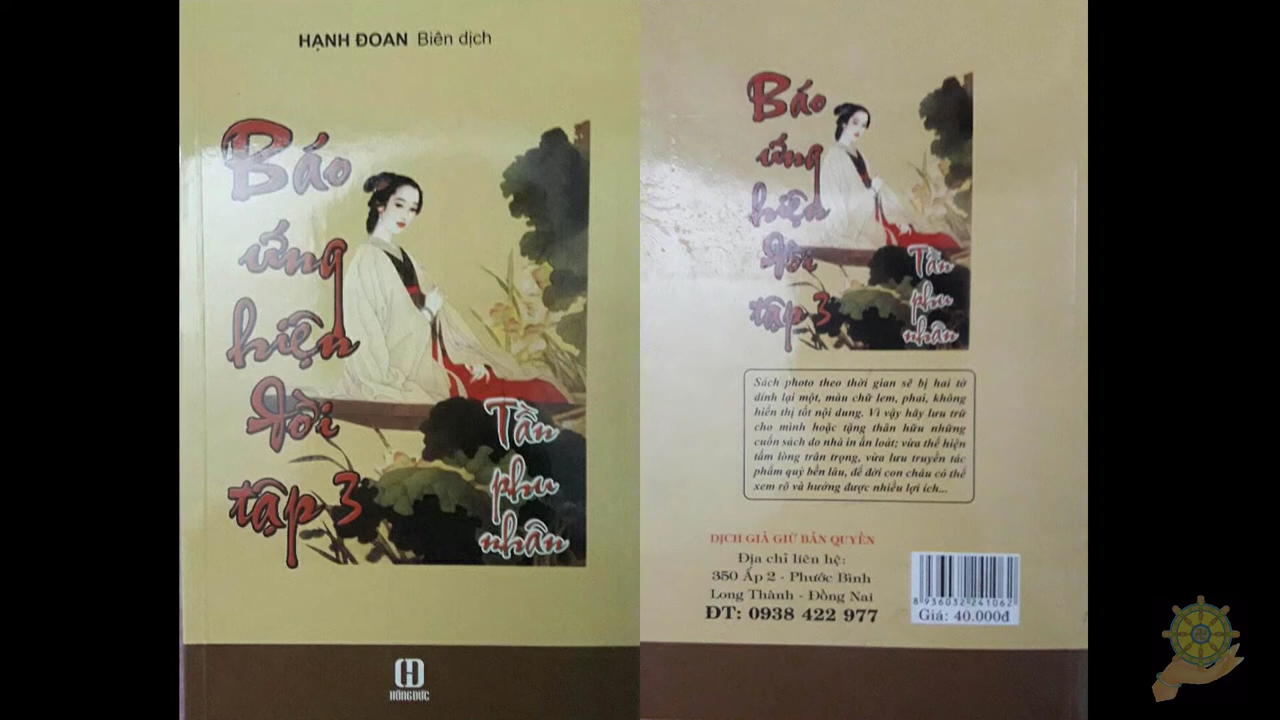 HẠNH ĐOAN Biên dịch
Báo
ứng
hiện
đời
tập 3
Tần
phu
nhân
HỒNG ĐỨC
Báo
ứng
hiện
đời
tập 3
Tần
phu
nhân
Sách photo theo thời gian sẽ bị hai tờ
dính lại một, màu chữ lem, phai, không
hiển thị tốt nội dung. Vì vậy hãy lưu trữ
cho mình hoặc tặng thân hữu những
cuốn sách do nhà in ấn loát; vừa thể hiện
tấm lòng trân trọng, vừa lưu truyền tác
phẩm quý bền lâu, để đời con cháu có thể
xem rõ và hưởng được nhiều lợi ích...
DỊCH GIẢ GIỮ BẢN QUYỀN
Địa chỉ liên hệ:
350 Ấp 2 - Phước Bình
Long Thành - Đồng Nai
ĐT: 0938 422 977
8 936032 241062
Giá: 40.000đ